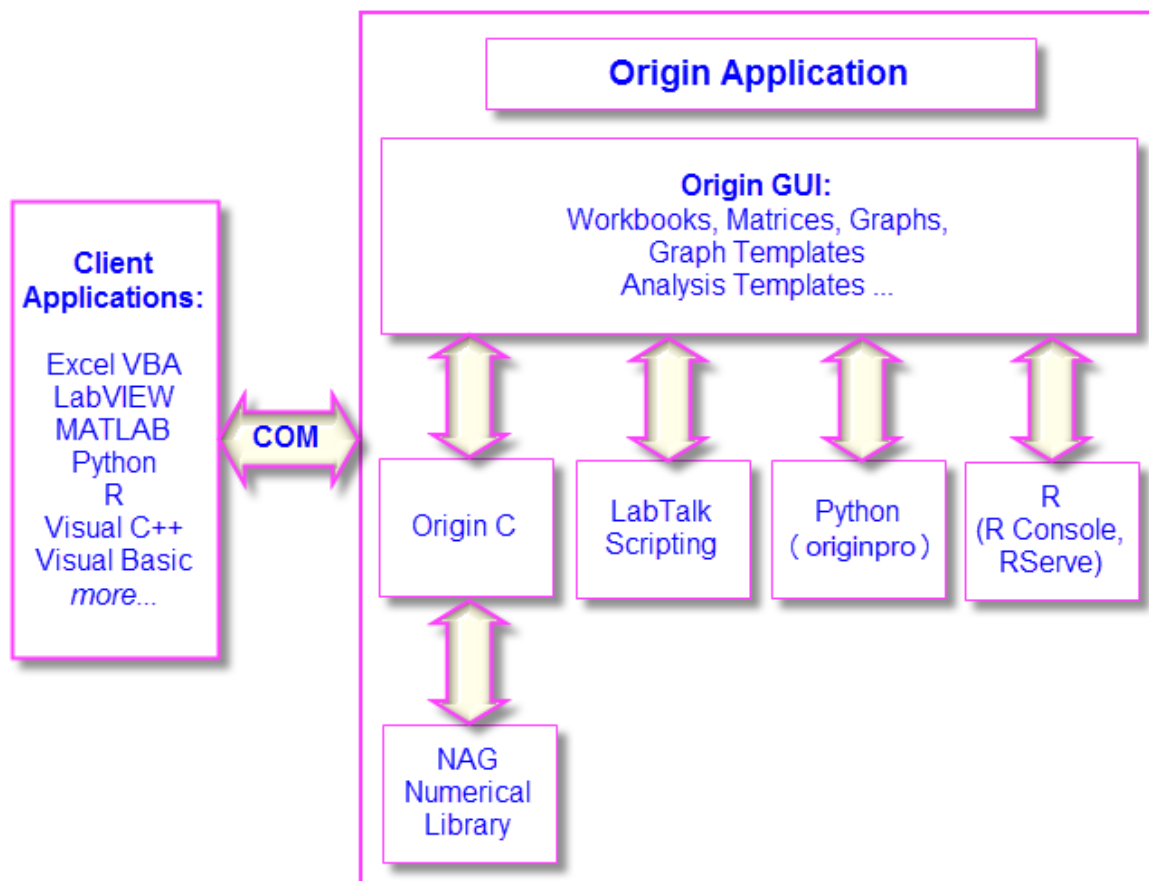 Origin Application
Origin GUI:
Workbooks, Matrices, Graphs,
Graph Templates
Analysis Templates ...
Client
Applications:
Excel VBA
LabVIEW
MATLAB
Python
R
Visual C++
Visual Basic
more...
COM
Origin C
LabTalk
Scripting
Python
（originpro）
R
(R Console,
RServe)
NAG
Numerical
Library